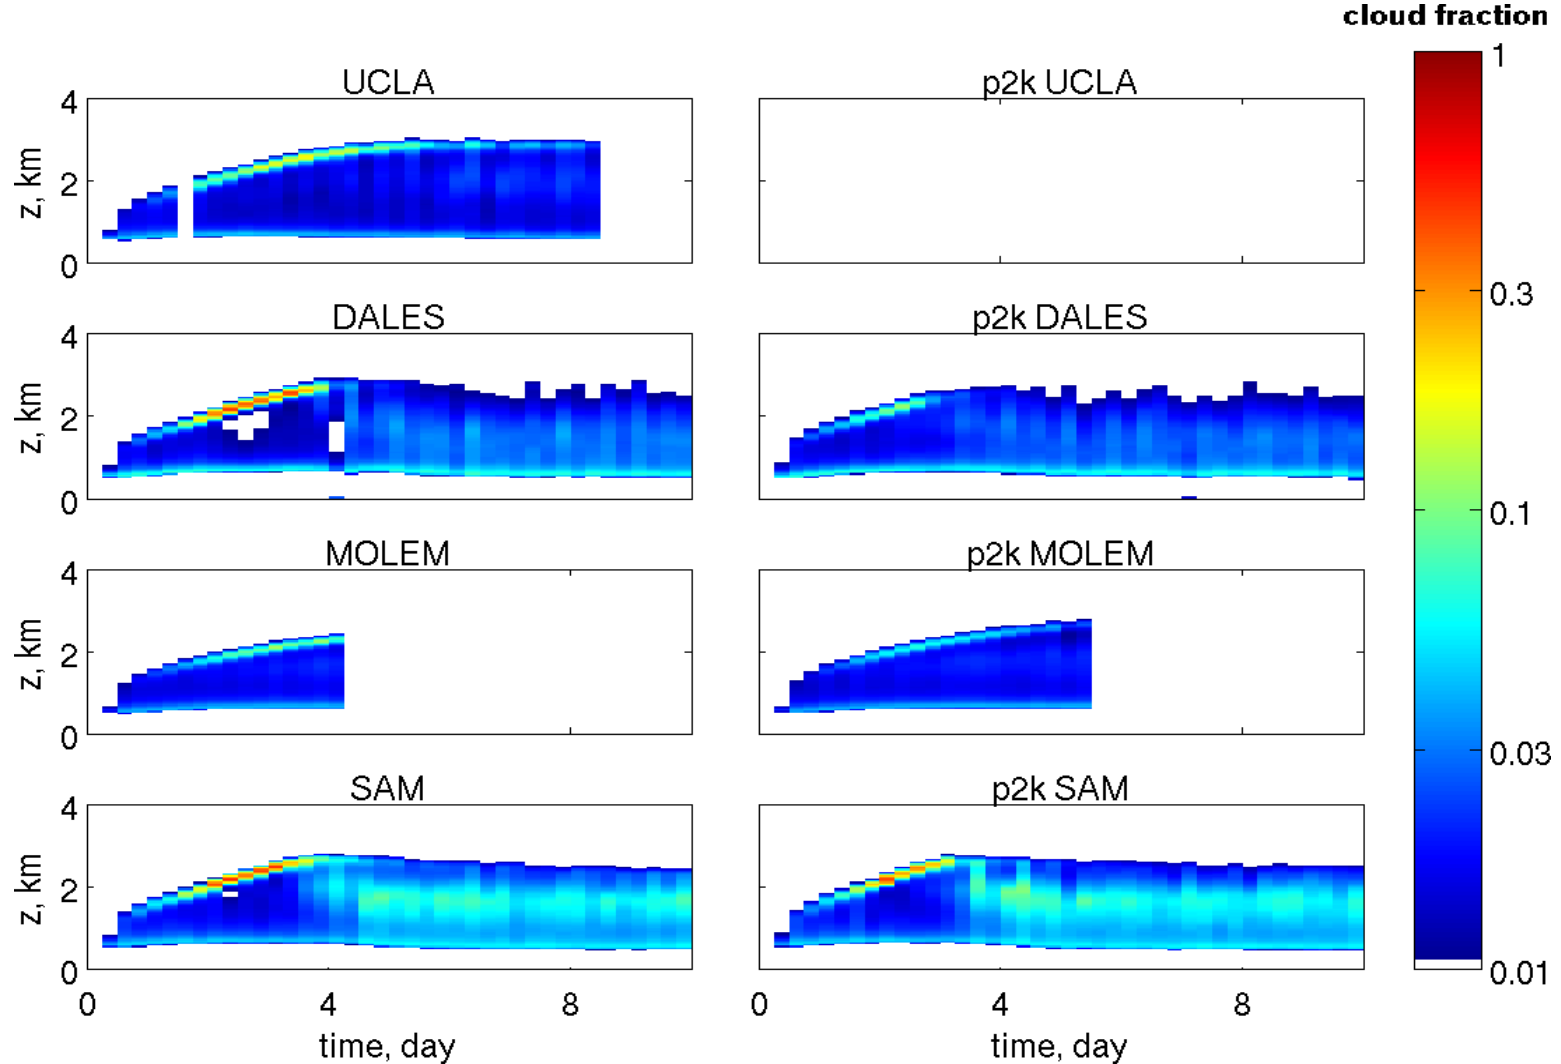 cloud fraction
UCLA
p2k UCLA
4
2
0
z, km
DALES
p2k DALES
4
2
0
z, km
MOLEM
p2k MOLEM
4
2
0
z, km
SAM
p2k SAM
4
2
0
z, km
0 4 8
0 4 8
time, day
time, day
1
0.3
0.1
0.03
0.01